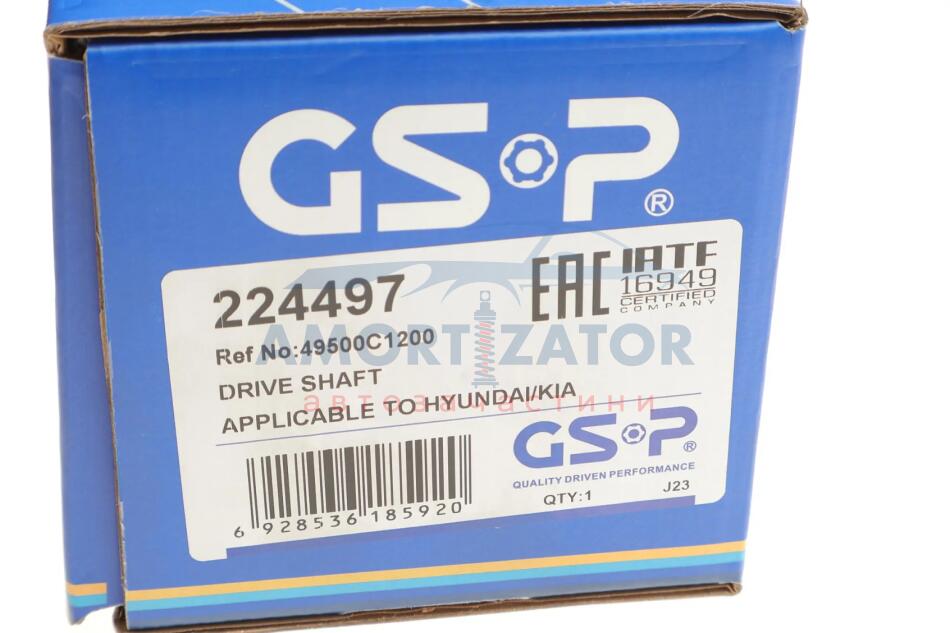 GSP®
224497
EAC
IATF
16949
CERTIFIED
COMPANY
Ref No:49500C1200
AMORTIZATOR
DRIVE SHAFT
автозапчастини
APPLICABLE TO HYUNDAI/KIA
GSP®
QUALITY DRIVEN PERFORMANCE
QTY:1 J23
6 928536 185920